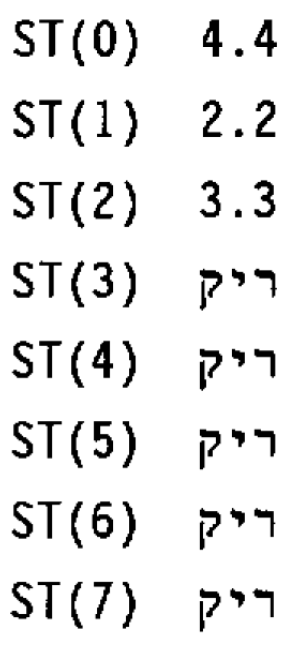 ST(0) 4.4
ST(1) 2.2
ST(2) 3.3
ST(3) ריק
ST(4) ריק
ST(5) ריק
ST(6) ריק
ST(7) ריק